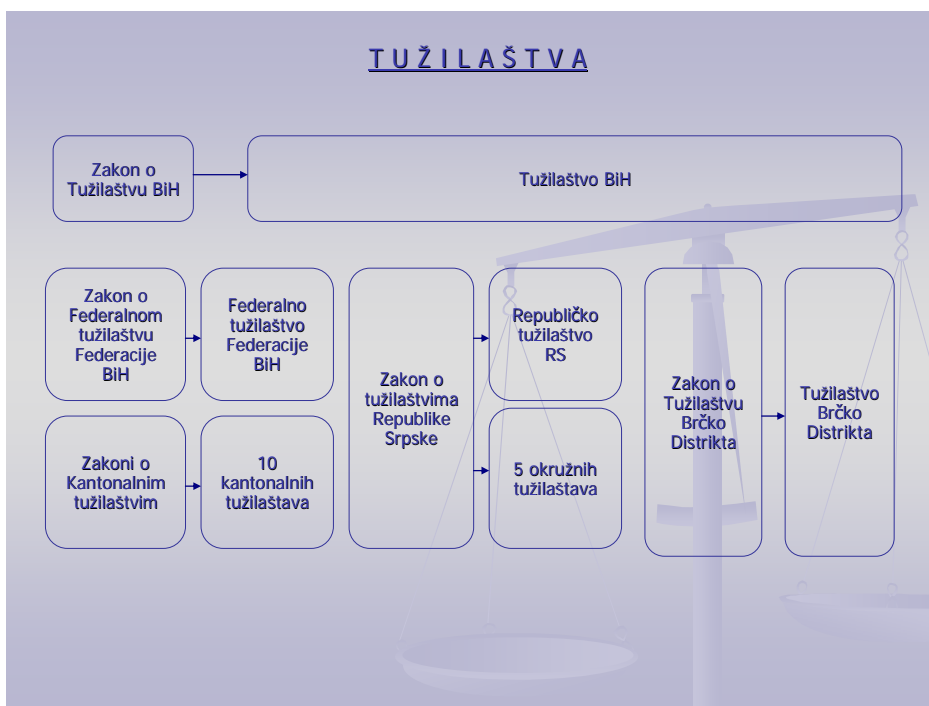 TUŽILAŠTVA
Zakon o
Tužilaštvu BiH
Tužilaštvo BiH
Zakon o
Federalnom
tužilaštvu
Federacije
BiH
Federalno
tužilaštvo
Federacije
BiH
Zakoni o
Kantonalnim
tužilaštvim
10
kantonalnih
tužilaštava
Zakon o
tužilaštvima
Republike
Srpske
Republičko
tužilaštvo
RS
5 okružnih
tužilaštava
Zakon o
Tužilaštvu
Brčko
Distrikta
Tužilaštvo
Brčko
Distrikta